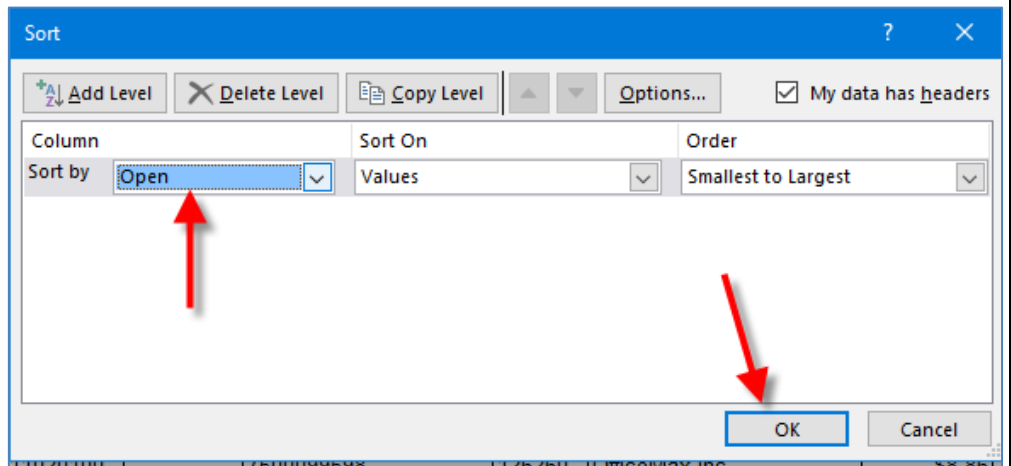 Sort ?
Add Level Delete Level Copy Level Options... My data has headers
Column Sort On Order
Sort by Open Values Smallest to Largest
OK Cancel